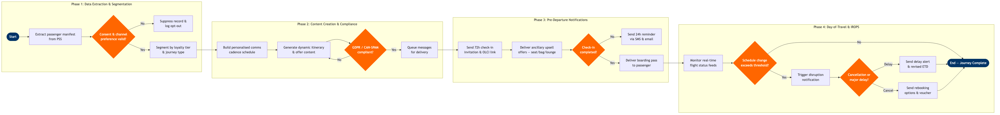 Phase 1: Data Extraction & Segmentation
Start
Extract passenger manifest
from PSS
Consent & channel
preference valid?
No
Suppress record &
log opt-out
Yes
Segment by loyalty tier
& journey type
Phase 2: Content Creation & Compliance
Build personalised comms
cadence schedule
Generate dynamic itinerary
& offer content
GDPR / CAN-SPAM
compliant?
No
Yes
Queue messages
for delivery
Phase 3: Pre-Departure Notifications
Send 72h check-in
invitation & OLCI link
Deliver ancillary upsell
offers — seat/bag/lounge
Check-in
completed?
No
Send 24h reminder
via SMS & email
Yes
Deliver boarding pass
to passenger
Phase 4: Day-of-Travel & IROPS
Monitor real-time
flight status feeds
Schedule change
exceeds threshold?
No
Yes
Trigger disruption
notification
Cancellation or
major delay?
Delay
Send delay alert
& revised ETD
Cancel
Send rebooking
options & voucher
End — Journey Complete